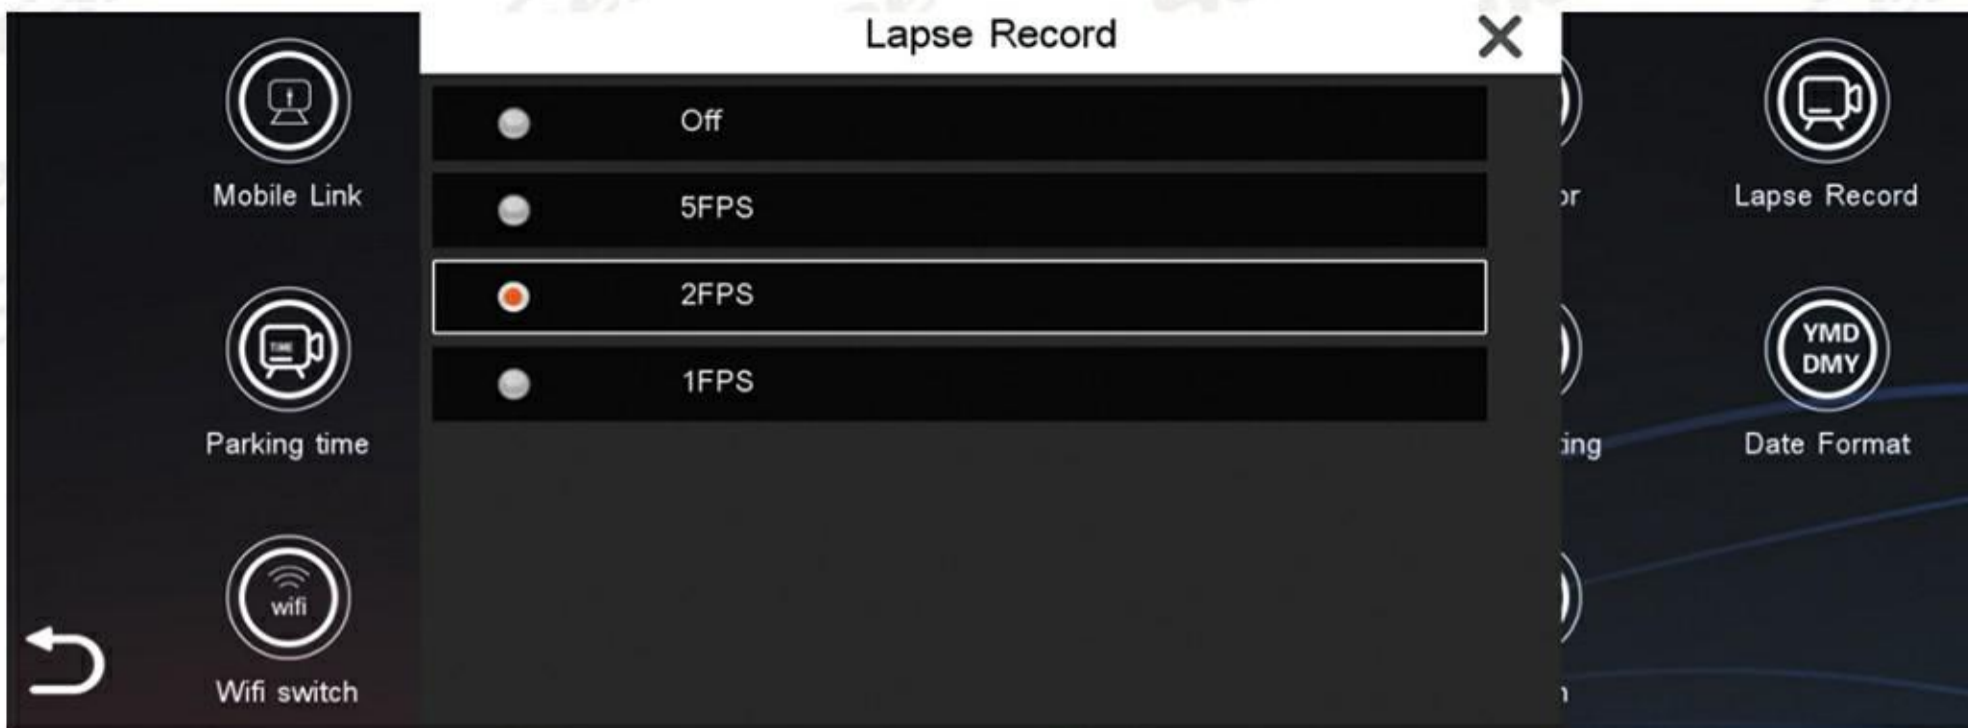 Lapse Record
Mobile Link
Off
5FPS
2FPS
1FPS
Lapse Record
TIME
Parking time
YMD
DMY
Date Format
wifi
Wifi switch